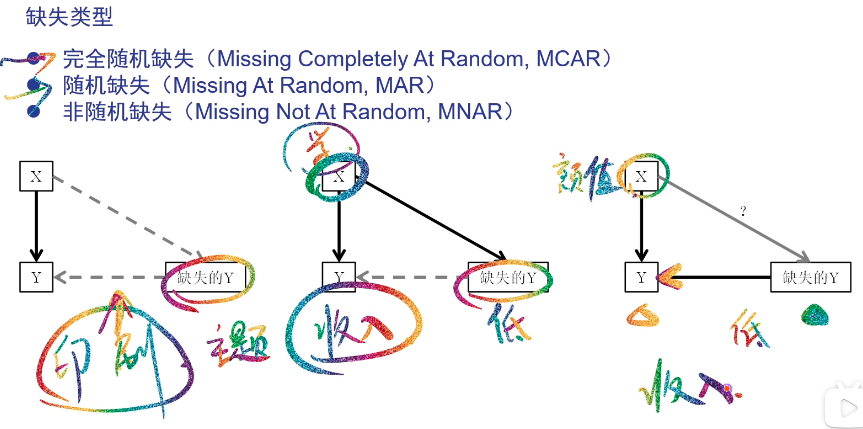 缺失类型
完全随机缺失（Missing Completely At Random, MCAR）
随机缺失（Missing At Random, MAR）
非随机缺失（Missing Not At Random, MNAR）
学
X
X
颜值 X
?
Y 缺失的Y
Y 缺失的Y
Y 缺失的Y
印刷 主题
收入 低
低
收入